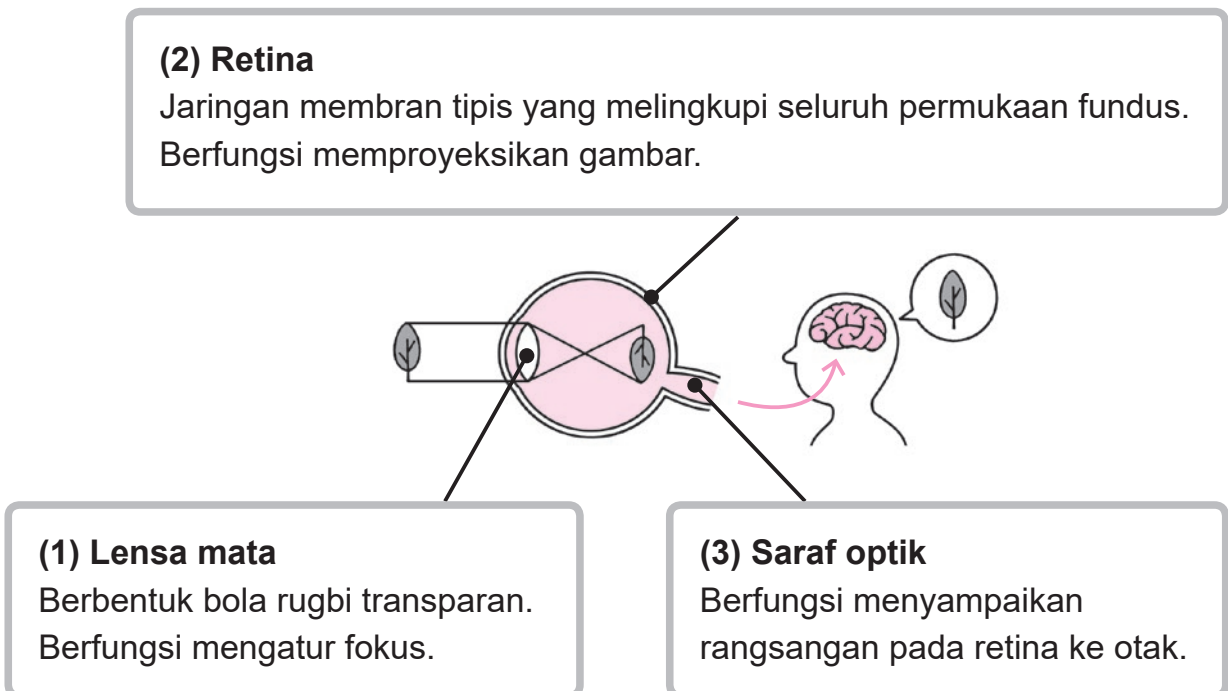 (2) Retina
Jaringan membran tipis yang melingkupi seluruh permukaan fundus.
Berfungsi memproyeksikan gambar.
(1) Lensa mata
Berbentuk bola rugbi transparan.
Berfungsi mengatur fokus.
(3) Saraf optik
Berfungsi menyampaikan
rangsangan pada retina ke otak.